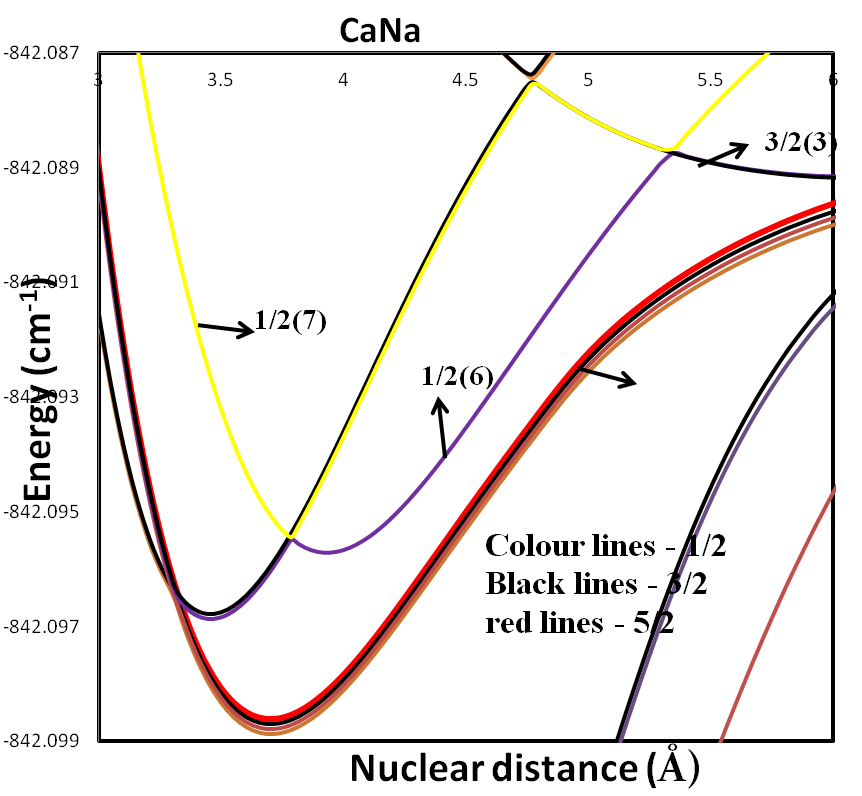 CaNa
-842.087
3 3.5 4 4.5 5 5.5 6
3/2(3)
-842.089
-842.091
1/2(7)
1/2(6)
-842.093
-842.095
Colour lines - 1/2
Black lines - 3/2
red lines - 5/2
-842.097
-842.099
Energy (cm-1)
Nuclear distance (Å)